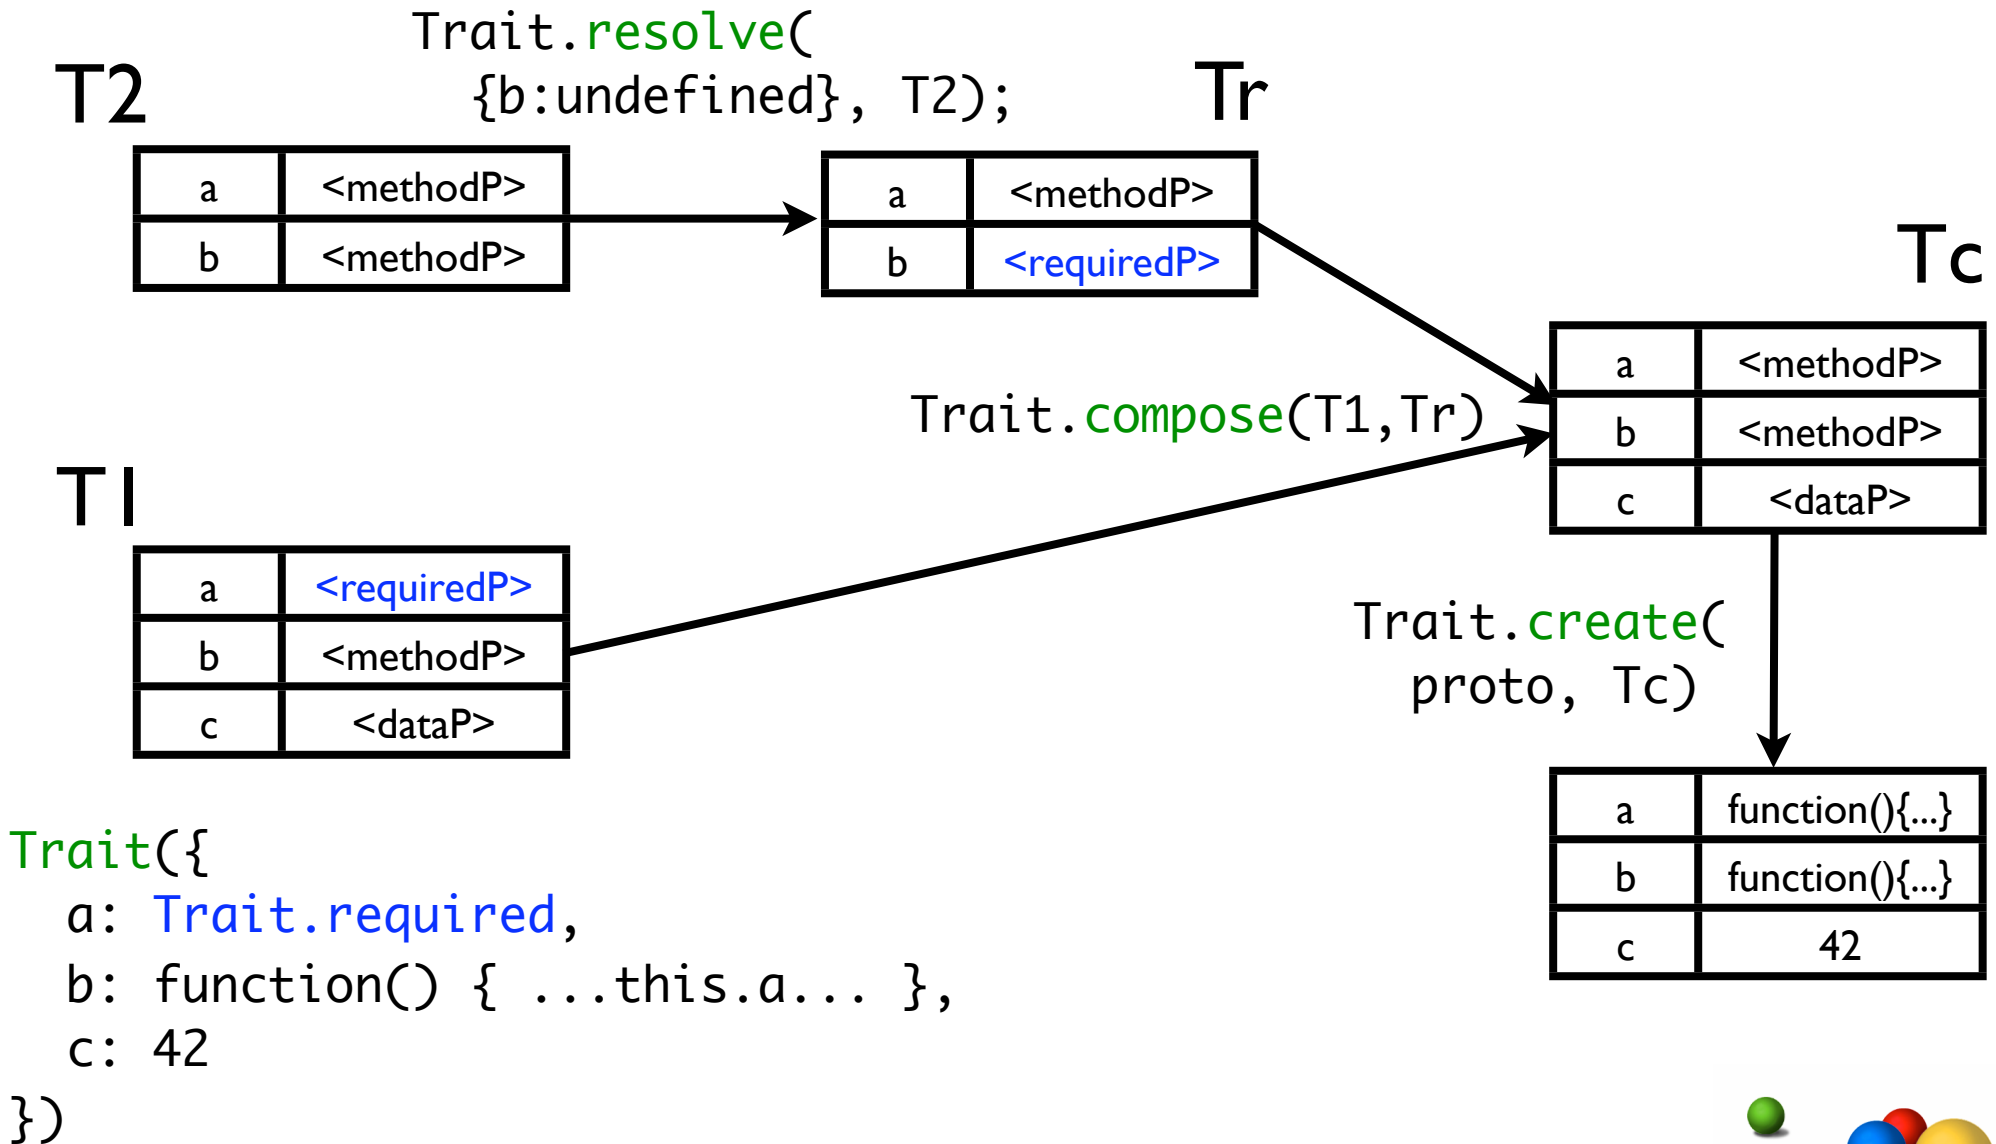 Trait.resolve(
{b:undefined}, T2);
T2
Tr
a <methodP>
b <methodP>
a <methodP>
b <requiredP>
Tc
a <methodP>
b <methodP>
c <dataP>
Trait.compose(T1,Tr)
T1
a <requiredP>
b <methodP>
c <dataP>
Trait.create(
proto, Tc)
a function(){...}
b function(){...}
c 42
Trait({
a: Trait.required,
b: function() { ...this.a... },
c: 42
})